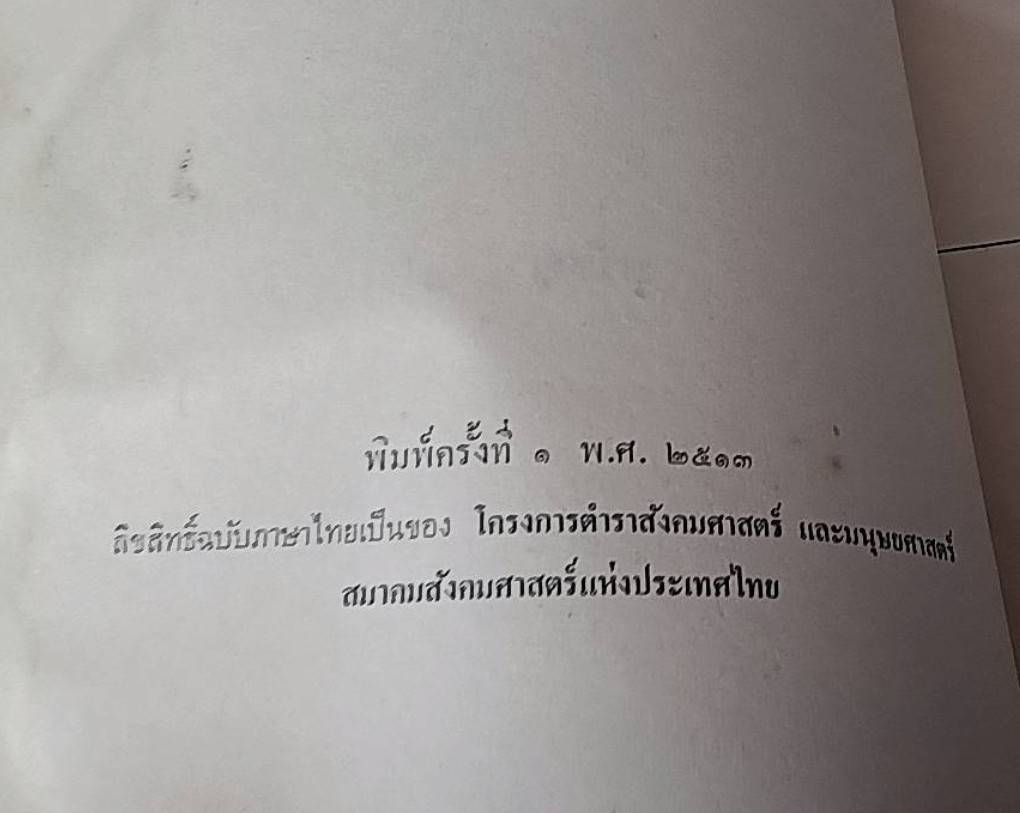 พิมพ์ครั้งที่ ๑ พ.ศ. ๒๕๑๓
ลิขสิทธิ์ฉบับภาษาไทยเป็นของ โครงการตำราสังคมศาสตร์ และมนุษยศาสตร์
สมาคมสังคมศาสตร์แห่งประเทศไทย